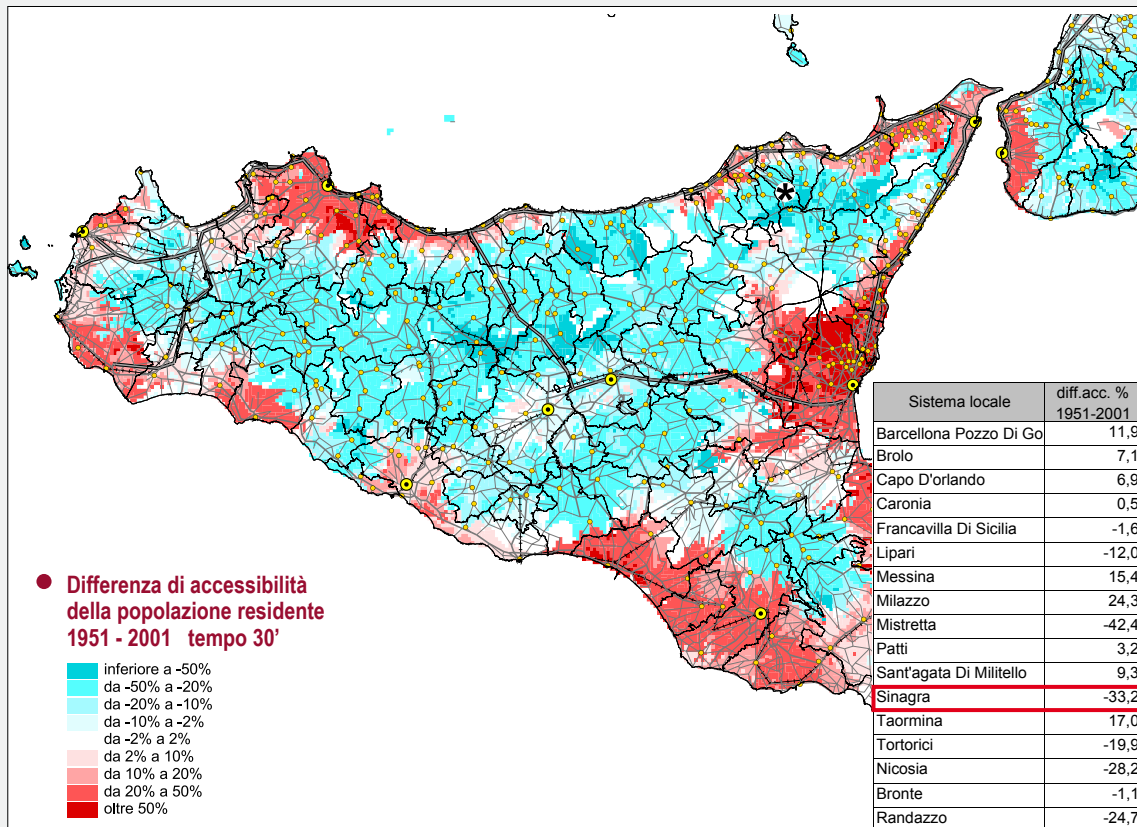 Differenza di accessibilità
della popolazione residente
1951 - 2001 tempo 30’
inferiore a -50%
da -50% a -20%
da -20% a -10%
da -10% a -2%
da -2% a 2%
da 2% a 10%
da 10% a 20%
da 20% a 50%
oltre 50%
Sistema locale diff.acc. %
1951-2001
Barcellona Pozzo Di Go 11,9
Brolo 7,1
Capo D'orlando 6,9
Caronia 0,5
Francavilla Di Sicilia -1,6
Lipari -12,0
Messina 15,4
Milazzo 24,3
Mistretta -42,4
Patti 3,2
Sant'agata Di Militello 9,3
Sinagra -33,2
Taormina 17,0
Tortorici -19,9
Nicosia -28,2
Bronte -1,1
Randazzo -24,7